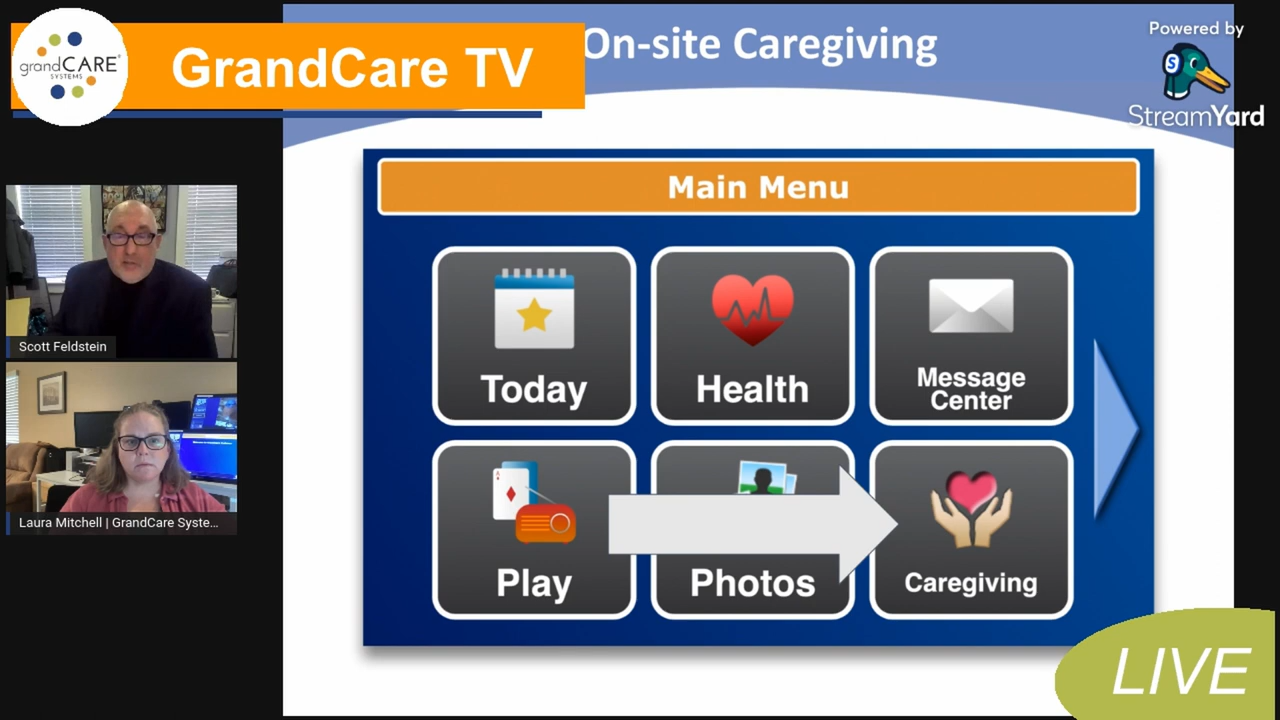 grandCARE
SYSTEMS
GrandCare TV
On-site Caregiving
Powered by
S
StreamYard
Main Menu
Today
Health
Message
Center
A
Play
Photos
Caregiving
Scott Feldstein
Laura Mitchell | GrandCare Syste...
LIVE